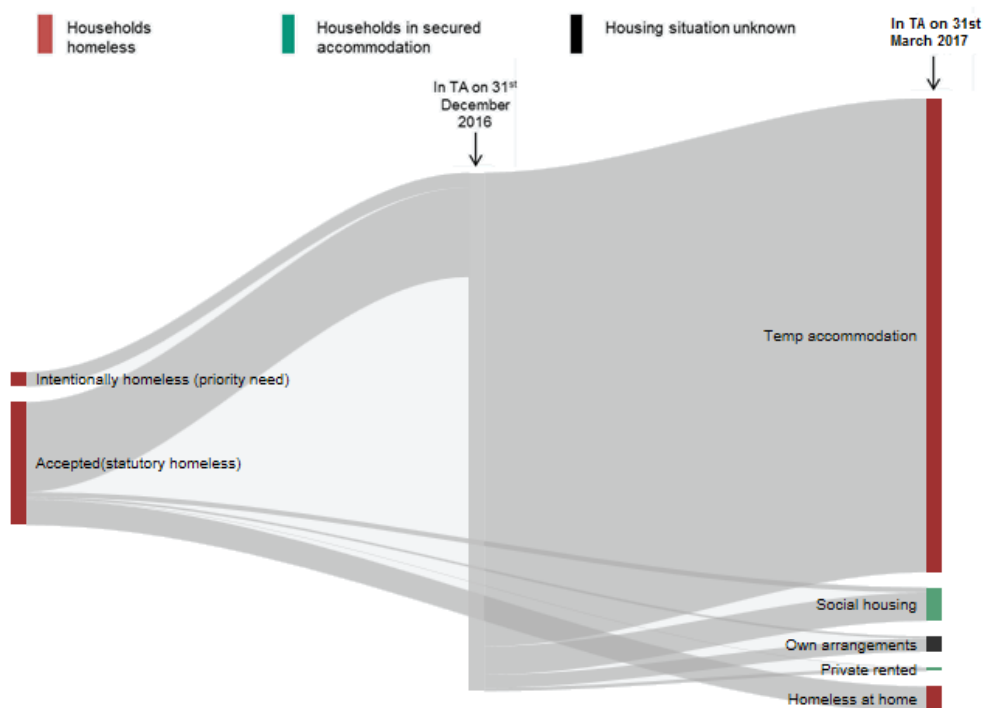 Households
homeless
Households in secured
accommodation
Housing situation unknown
In TA on 31st
March 2017
In TA on 31st
December
2016
Temp accommodation
Intentionally homeless (priority need)
Accepted(statutory homeless)
Social housing
Own arrangements
Private rented
Homeless at home